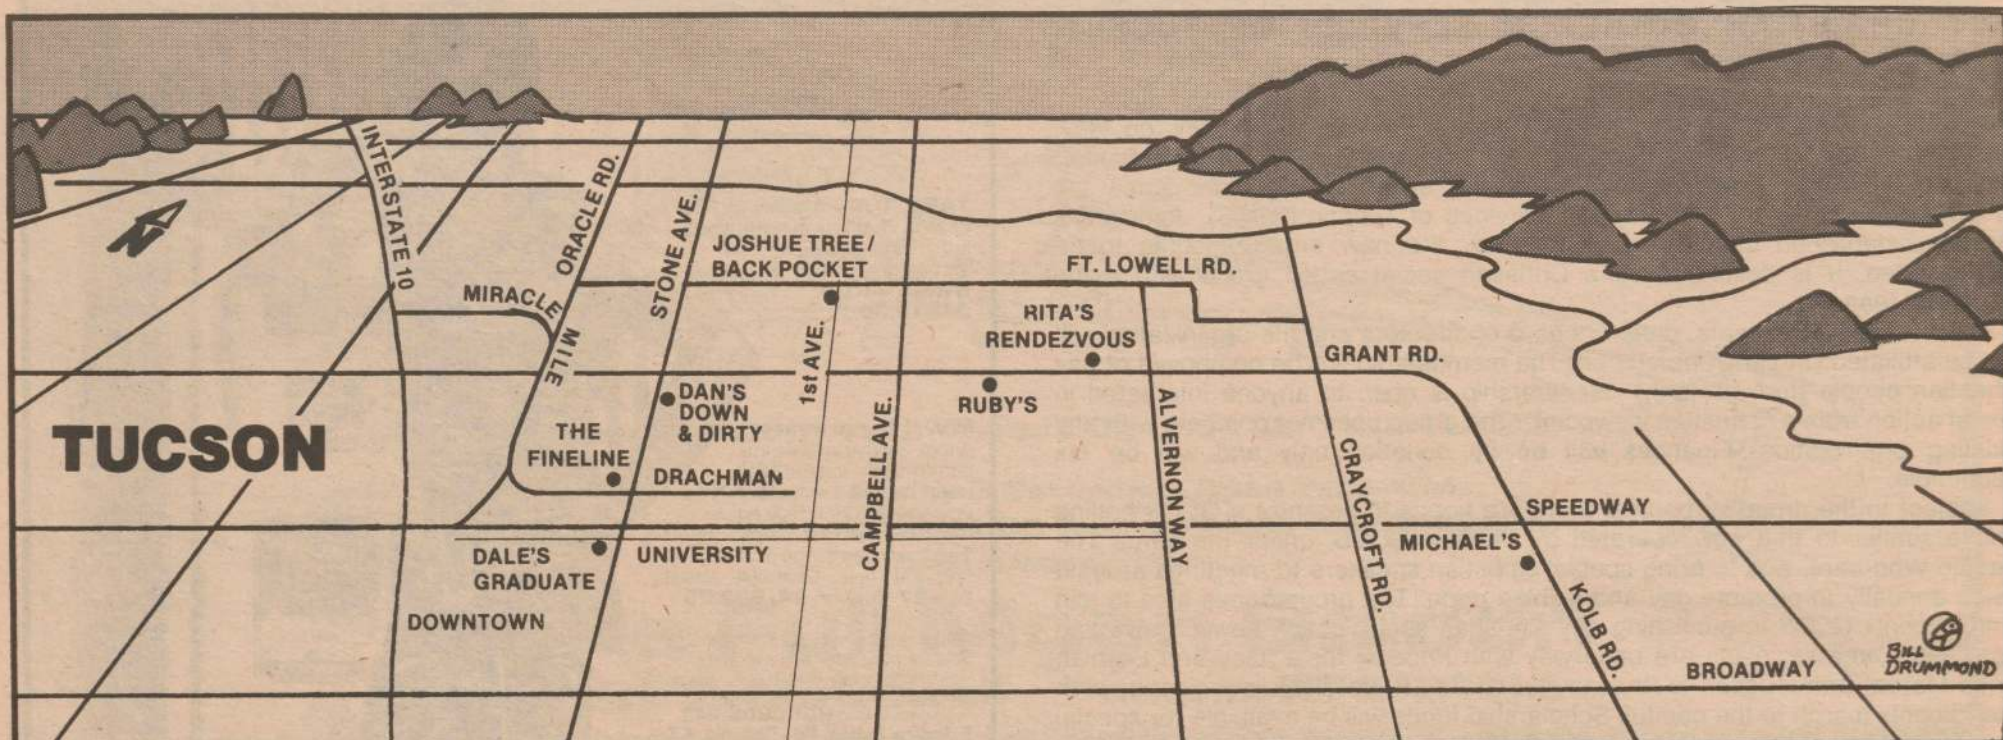 INTERSTATE 10
ORACLE RD.
STONE AVE.
N
JOSHUE TREE /
BACK POCKET
FT. LOWELL RD.
MIRACLE
MILE
1st AVE.
RITA'S
RENDEZVOUS
GRANT RD.
DAN'S
DOWN
& DIRTY
RUBY'S
CAMPBELL AVE.
ALVERNON WAY
CRAYCROFT RD.
TUCSON
THE
FINELINE
DRACHMAN
SPEEDWAY
DALE'S
GRADUATE
UNIVERSITY
MICHAEL'S
KOLB RD.
DOWNTOWN
BROADWAY
BILL
DRUMMOND